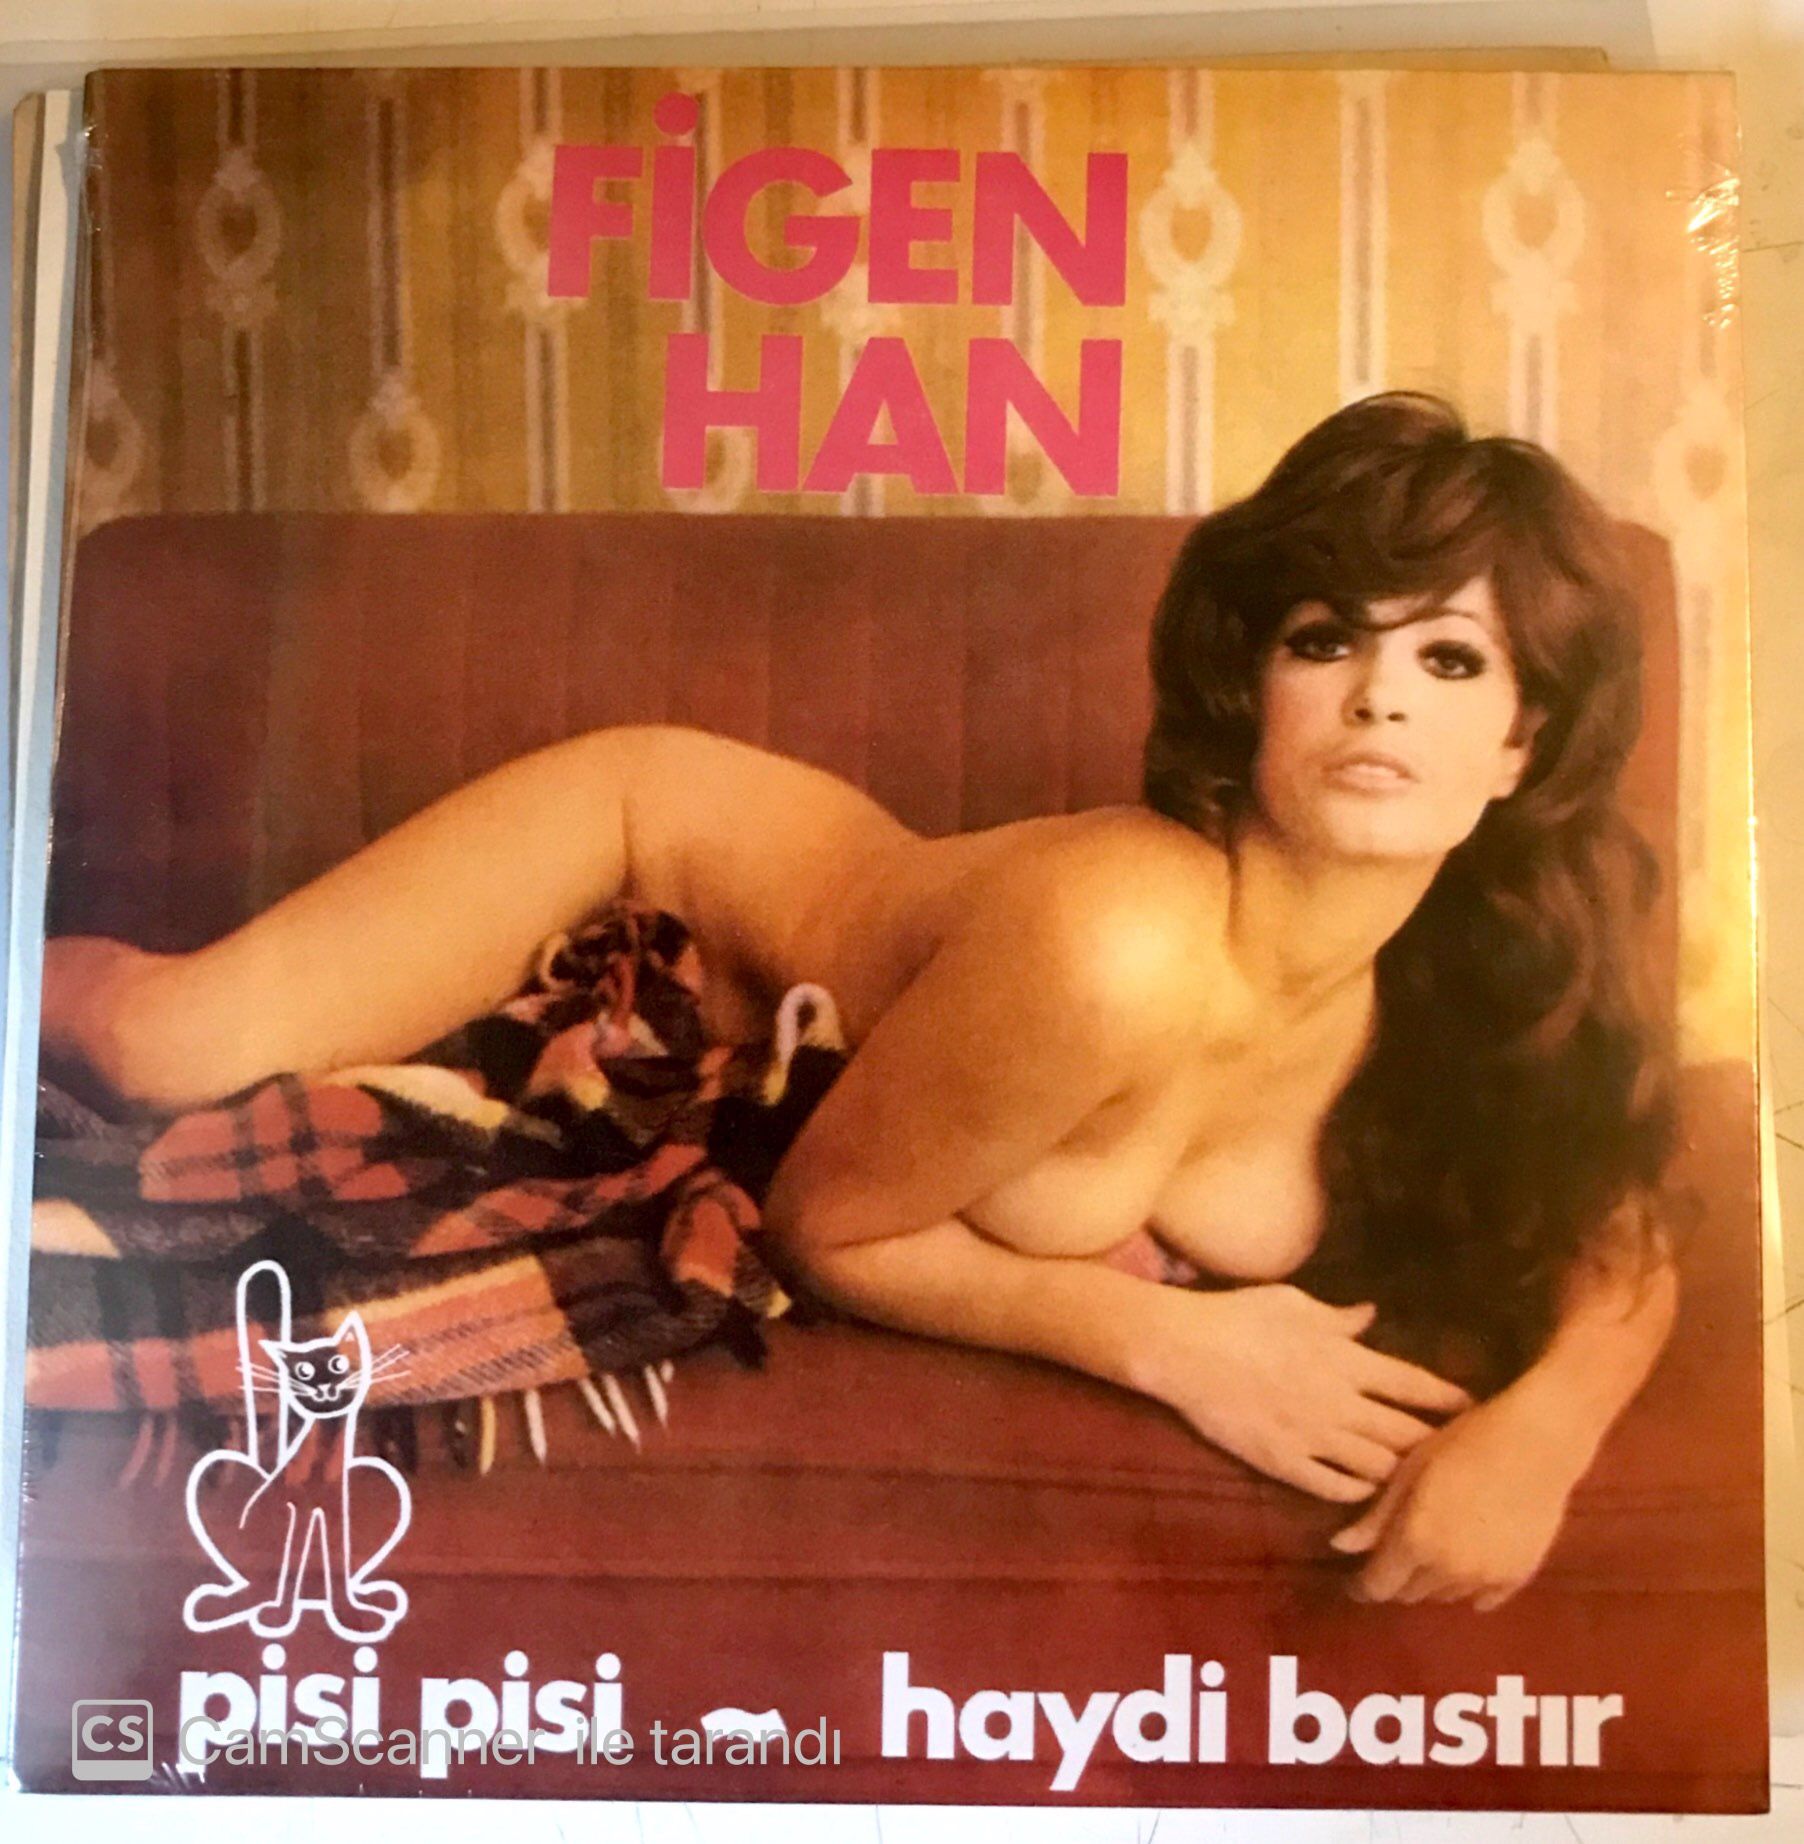 FİGEN
HAN
pisi pisi ~ haydi bastır
CS CamScanner ile tarandı